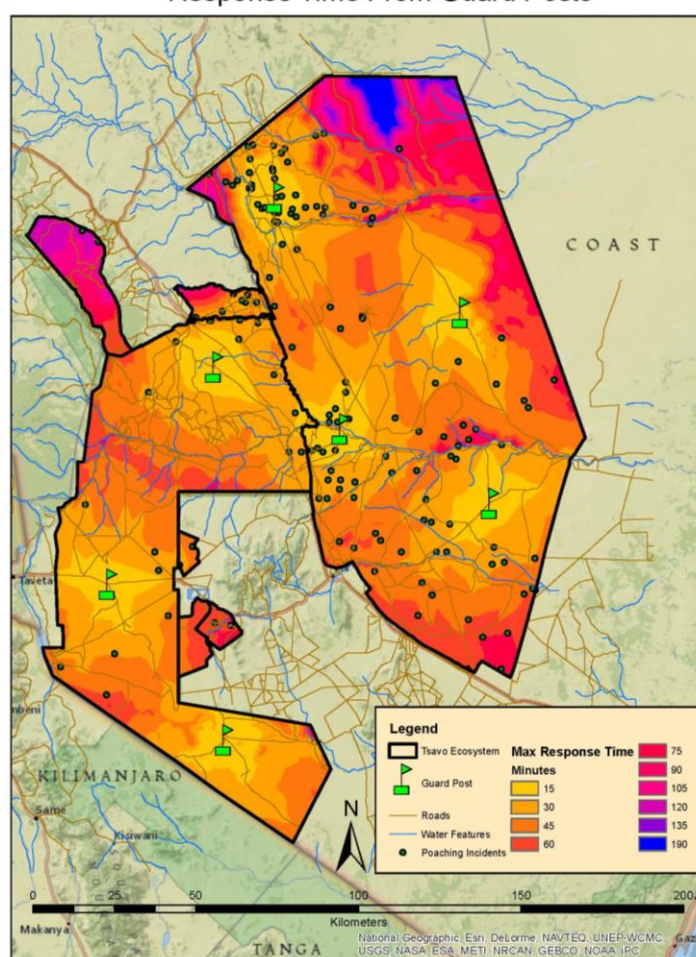 Response Time From Guard Posts
COAST
Taveta
mbeni
KILIMANJARO
Same
Kisiwani
Makanya
TANGA
Legend
Tsavo Ecosystem
Guard Post
Roads
Water Features
Poaching Incidents
Max Response Time
Minutes
15
30
45
60
75
90
105
120
135
190
N
0 50 100 150 200
Kilometers
National Geographic, Esri, DeLorme, NAVTEQ, UNEP-WCMC,
USGS, NASA, ESA, METI, NRCAN, GEBCO, NOAA, iPC
Gaz